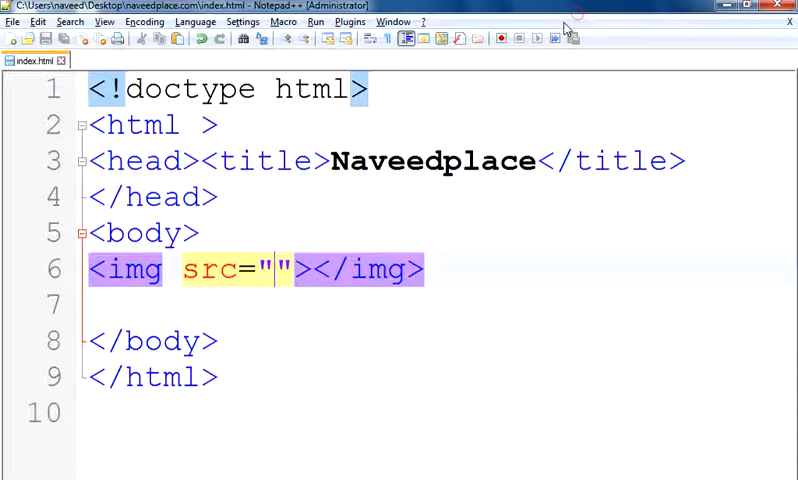 C:\Users\naveed\Desktop\naveedplace.com\index.html - Notepad++ [Administrator]
File Edit Search View Encoding Language Settings Macro Run Plugins Window ? X
index.html
1 <!doctype html>
2 <html >
3 <head><title>Naveedplace</title>
4 </head>
5 <body>
6 <img src=""></img>
7
8 </body>
9 </html>
10